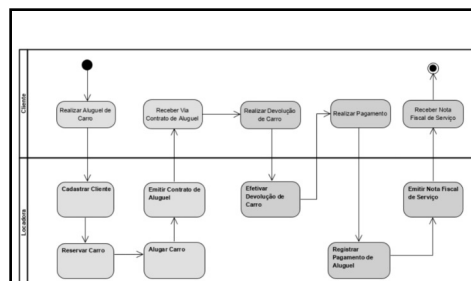 Cliente
Realizar Aluguel de
Carro
Receber Via
Contrato de Aluguel
Realizar Devolução
de Carro
Realizar Pagamento
Receber Nota
Fiscal de Serviço
Locadora
Cadastrar Cliente
Emitir Contrato de
Aluguel
Efetivar
Devolução de
Carro
Emitir Nota Fiscal
de Serviço
Reservar Carro
Alugar Carro
Registrar
Pagamento de
Aluguel